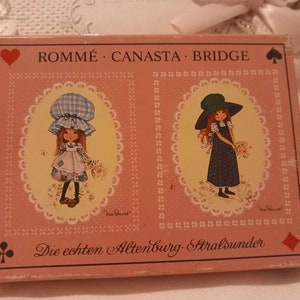 ROMMÉ · CANASTA · BRIDGE
Die echten Altenburg-Stralsunder